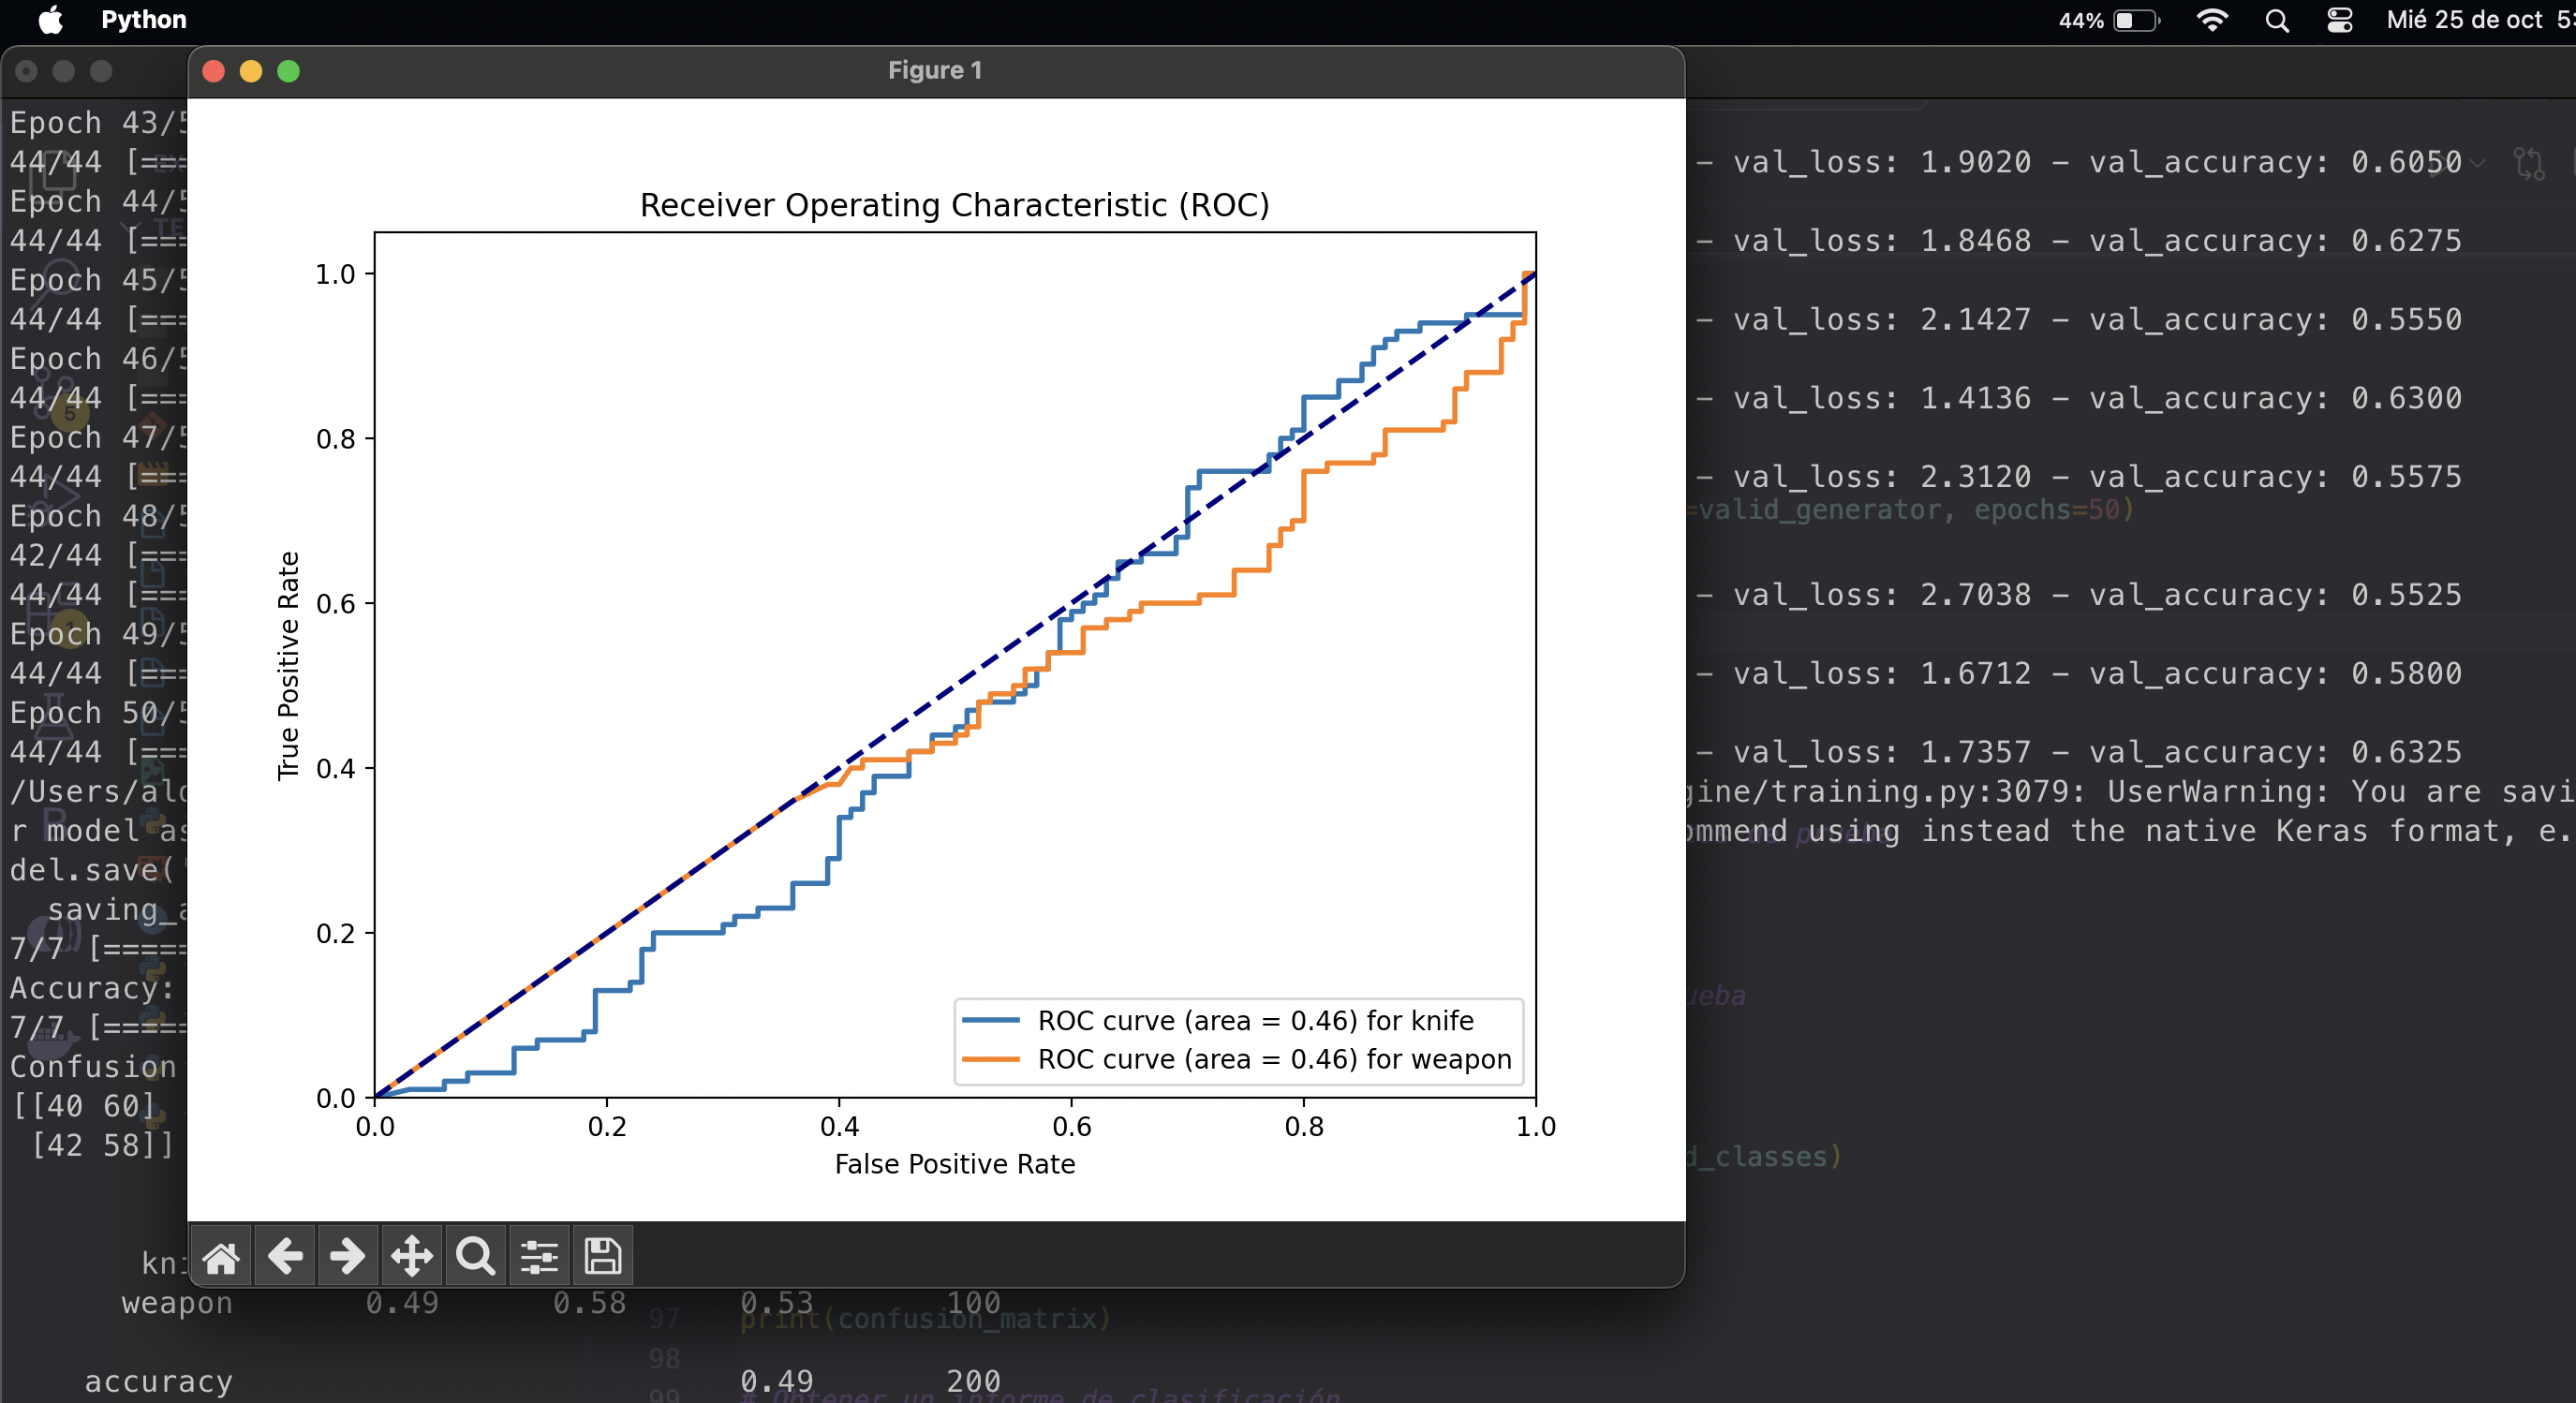 Python
44%
Mié 25 de oct 5:
Figure 1
Epoch 43/5
44/44 [===
- val_loss: 1.9020 - val_accuracy: 0.6050
Epoch 44/5
44/44 [===
- val_loss: 1.8468 - val_accuracy: 0.6275
Epoch 45/5
44/44 [===
- val_loss: 2.1427 - val_accuracy: 0.5550
Epoch 46/5
44/44 [===
- val_loss: 1.4136 - val_accuracy: 0.6300
Epoch 47/5
44/44 [===
- val_loss: 2.3120 - val_accuracy: 0.5575
=valid_generator, epochs=50)
Epoch 48/5
42/44 [===
44/44 [===
- val_loss: 2.7038 - val_accuracy: 0.5525
Epoch 49/5
44/44 [===
- val_loss: 1.6712 - val_accuracy: 0.5800
Epoch 50/5
44/44 [===
- val_loss: 1.7357 - val_accuracy: 0.6325
/Users/alo
gine/training.py:3079: UserWarning: You are savi
r model as
ommend using instead the native Keras format, e.
del.save(
saving_a
7/7 [=====
Accuracy:
7/7 [=====
Confusion
[[40 60]
[42 58]]
ueba
d_classes)
kni
weapon 0.49 0.58 0.53 100
97 print(confusion_matrix)
98
accuracy 0.49 200
99 # Obtener un informe de clasificación
Receiver Operating Characteristic (ROC)
True Positive Rate
1.0
0.8
0.6
0.4
0.2
0.0
0.0 0.2 0.4 0.6 0.8 1.0
False Positive Rate
ROC curve (area = 0.46) for knife
ROC curve (area = 0.46) for weapon